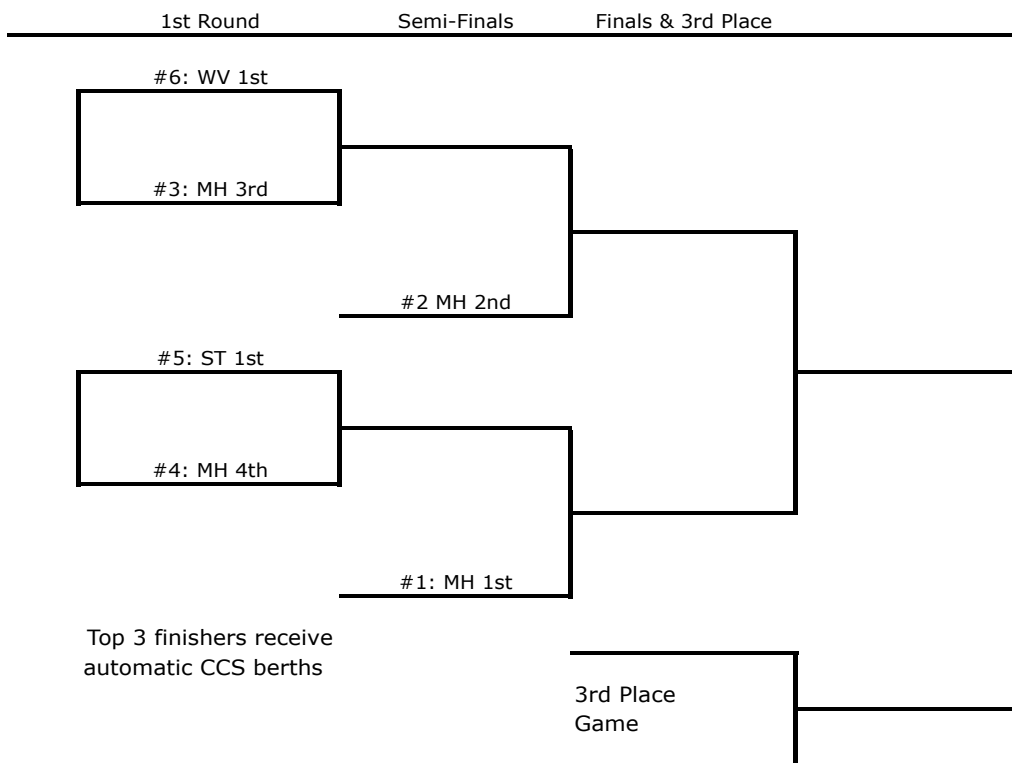 1st Round Semi-Finals Finals & 3rd Place
#6: WV 1st
#3: MH 3rd
#2 MH 2nd
#5: ST 1st
#4: MH 4th
#1: MH 1st
Top 3 finishers receive
automatic CCS berths
3rd Place
Game